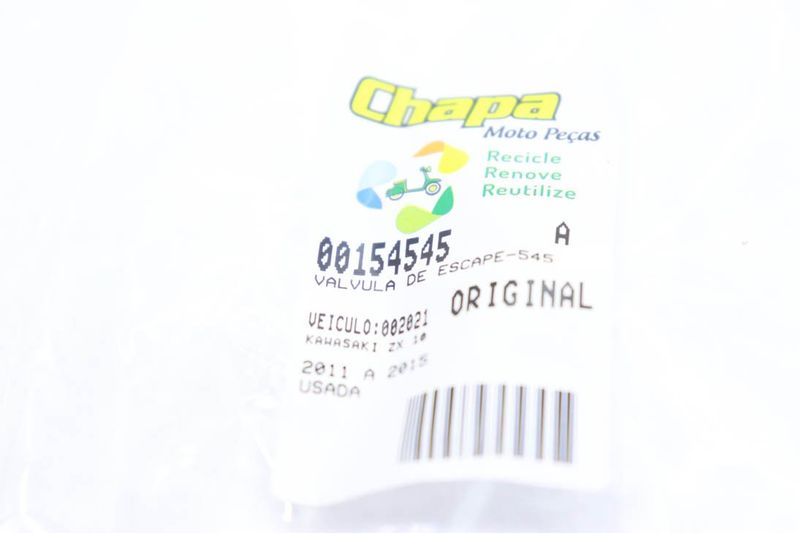 Chapa
Moto Peças
Recicle
Renove
Reutilize
00154545 A
VALVULA DE ESCAPE-545
ORIGINAL
VEICULO:002021
KAWASAKI ZX 10
2011 A 2015
USADA